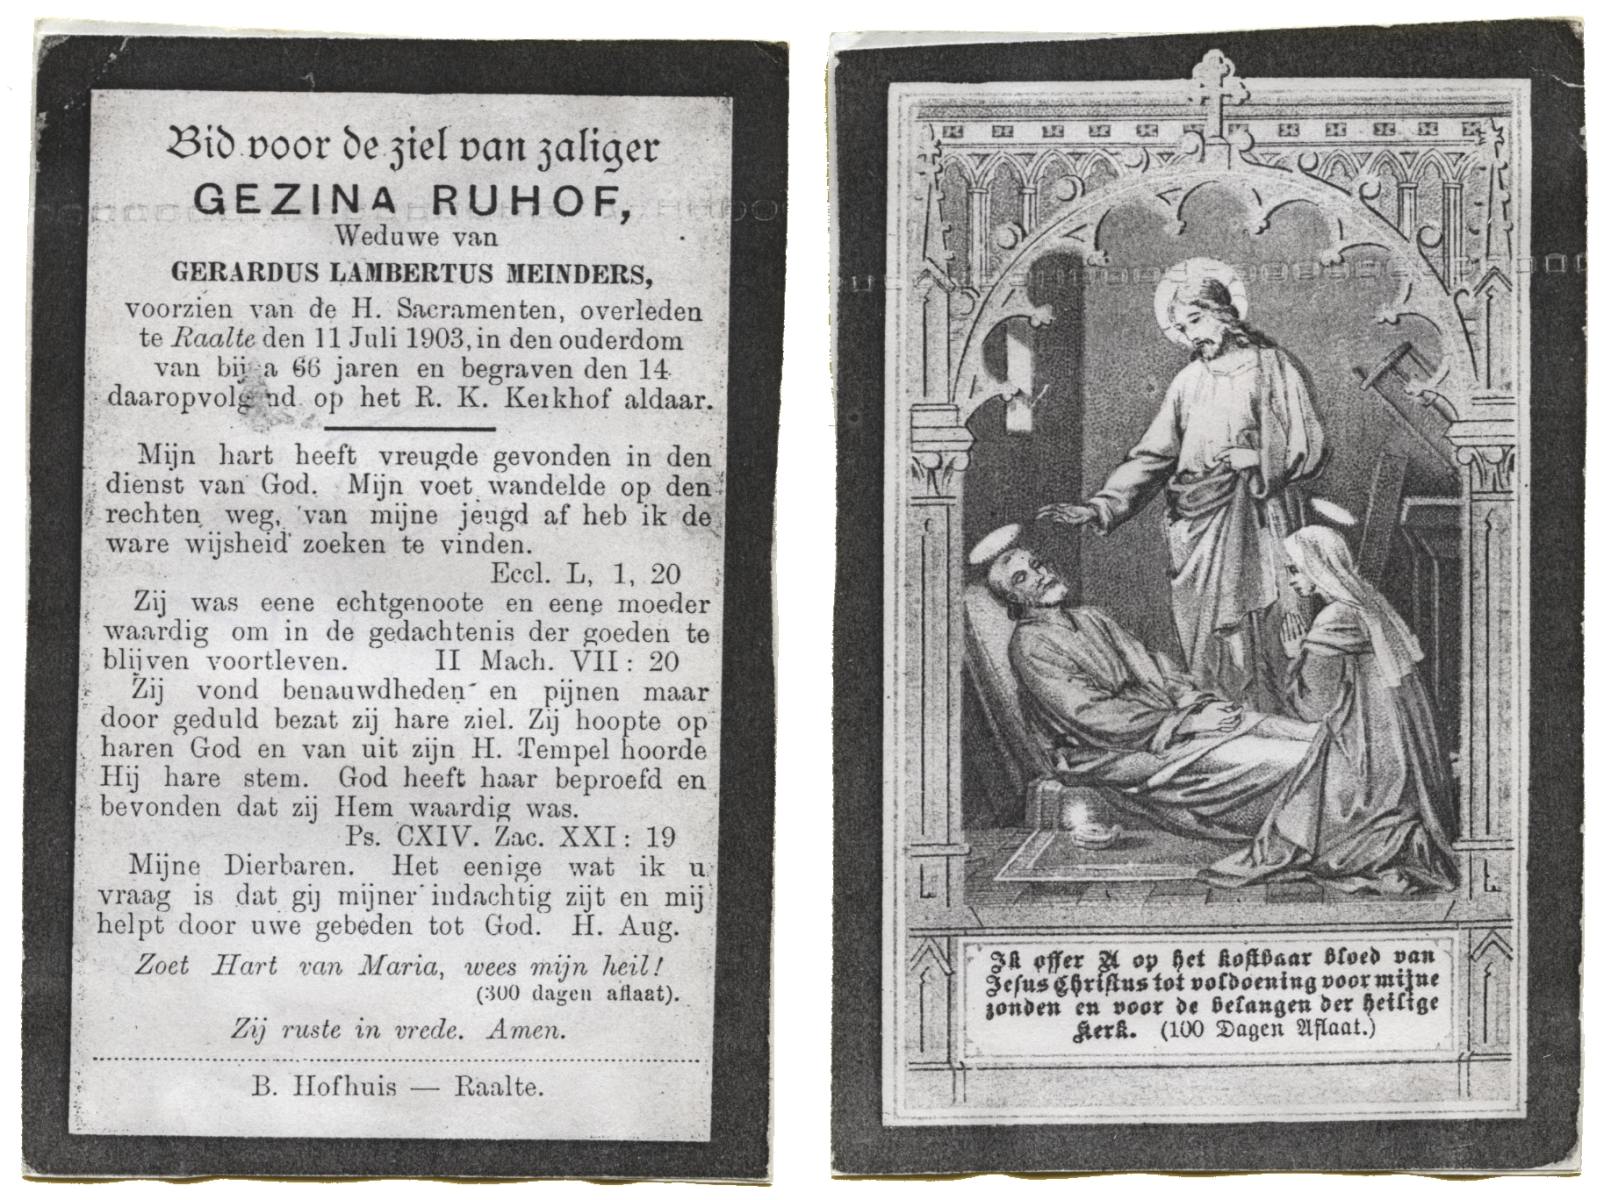 Bid voor de ziel van zaliger
GEZINA RUHOF,
Weduwe van
GERARDUS LAMBERTUS MEINDERS,
voorzien van de H. Sacramenten, overleden
te Raalte den 11 Juli 1903, in den ouderdom
van bij a 66 jaren en begraven den 14
daaropvolg nd op het R. K. Kerkhof aldaar.
Mijn hart heeft vreugde gevonden in den
dienst van God. Mijn voet wandelde op den
rechten weg, van mijne jeugd af heb ik de
ware wijsheid zoeken te vinden.
Eccl. L, 1, 20
Zij was eene echtgenoote en eene moeder
waardig om in de gedachtenis der goeden te
blijven voortleven. II Mach. VII: 20
Zij vond benauwdheden en pijnen maar
door geduld bezat zij hare ziel. Zij hoopte op
haren God en van uit zijn H. Tempel hoorde
Hij hare stem. God heeft haar beproefd en
bevonden dat zij Hem waardig was.
Ps. CXIV. Zac. XXI: 19
Mijne Dierbaren. Het eenige wat ik u
vraag is dat gij mijner indachtig zijt en mij
helpt door uwe gebeden tot God. H. Aug.
Zoet Hart van Maria, wees mijn heil!
(300 dagen aflaat).
Zij ruste in vrede. Amen.
B. Hofhuis — Raalte.
Ik offer U op het kostbaar bloed van
Jesus Christus tot voldoening voor mijne
zonden en voor de belangen der heilige
Kerk. (100 Dagen Aflaat.)